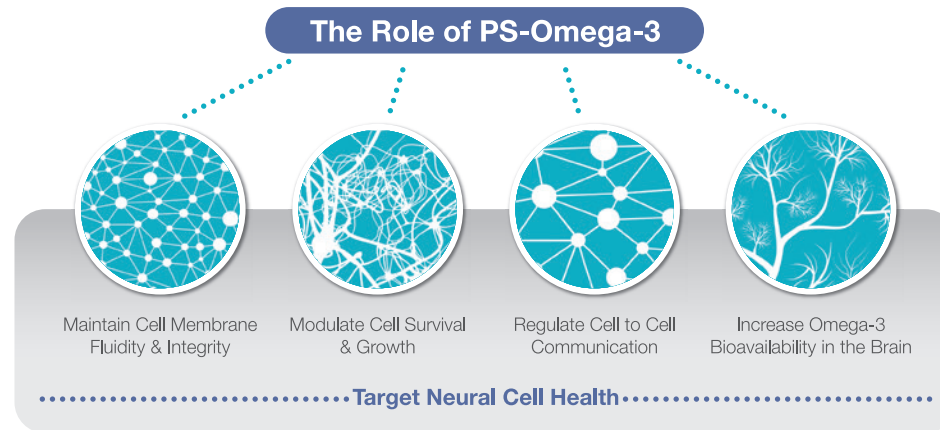 The Role of PS-Omega-3
Maintain Cell Membrane
Fluidity & Integrity
Modulate Cell Survival
& Growth
Regulate Cell to Cell
Communication
Increase Omega-3
Bioavailability in the Brain
Target Neural Cell Health